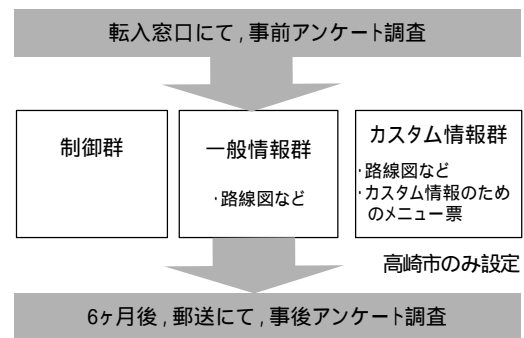 転入窓口にて,事前アンケート調査
制御群
一般情報群
・路線図など
カスタム情報群
・路線図など
・カスタム情報のため
のメニュー票
高崎市のみ設定
6ヶ月後,郵送にて,事後アンケート調査